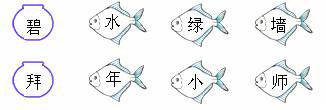 碧 水 绿 墙
拜 年 小 师